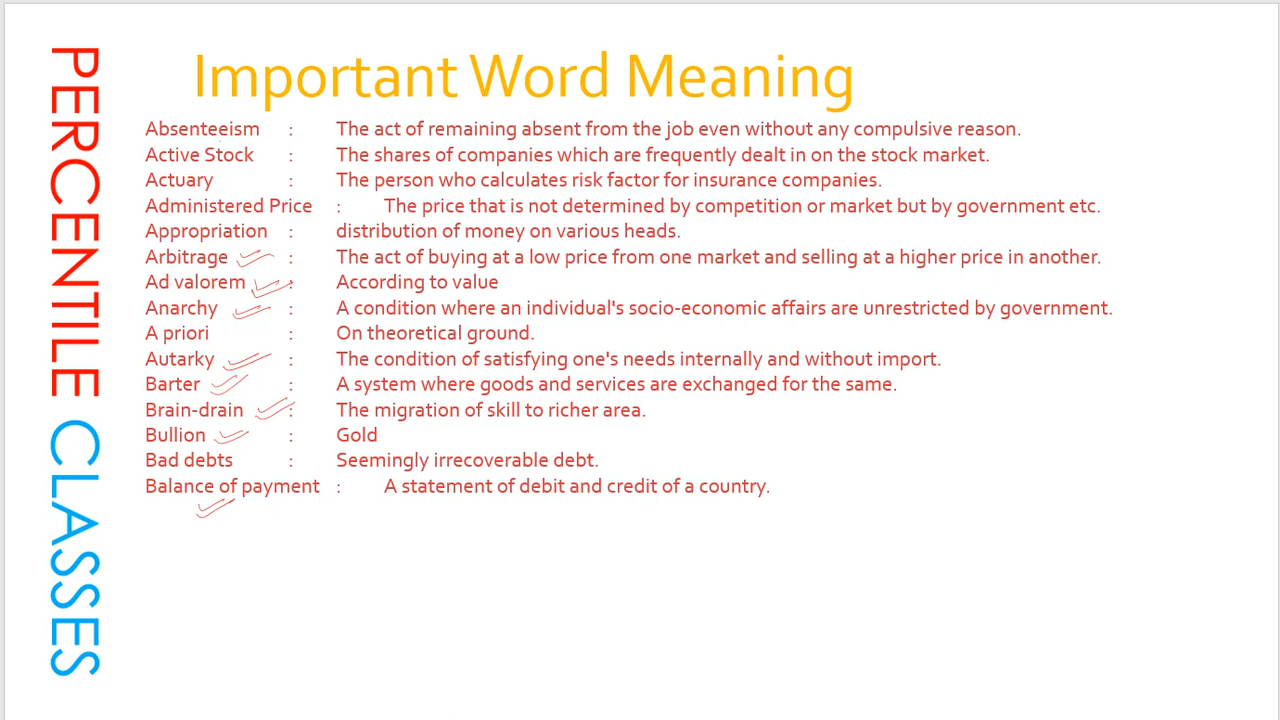 PERCENTILE CLASSES
Important Word Meaning
Absenteeism : The act of remaining absent from the job even without any compulsive reason.
Active Stock : The shares of companies which are frequently dealt in on the stock market.
Actuary : The person who calculates risk factor for insurance companies.
Administered Price : The price that is not determined by competition or market but by government etc.
Appropriation : distribution of money on various heads.
Arbitrage : The act of buying at a low price from one market and selling at a higher price in another.
Ad valorem : According to value
Anarchy : A condition where an individual's socio-economic affairs are unrestricted by government.
A priori : On theoretical ground.
Autarky : The condition of satisfying one's needs internally and without import.
Barter : A system where goods and services are exchanged for the same.
Brain-drain : The migration of skill to richer area.
Bullion : Gold
Bad debts : Seemingly irrecoverable debt.
Balance of payment : A statement of debit and credit of a country.